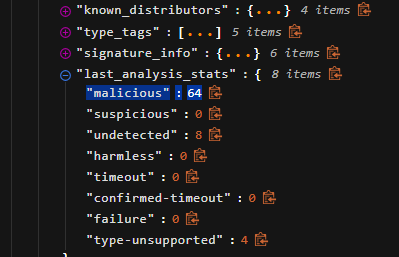 "known_distributors" : {...} 4 items
"type_tags" : [...] 5 items
"signature_info" : {...} 6 items
"last_analysis_stats" : { 8 items
"malicious" : 64
"suspicious" : 0
"undetected" : 8
"harmless" : 0
"timeout" : 0
"confirmed-timeout" : 0
"failure" : 0
"type-unsupported" : 4
}